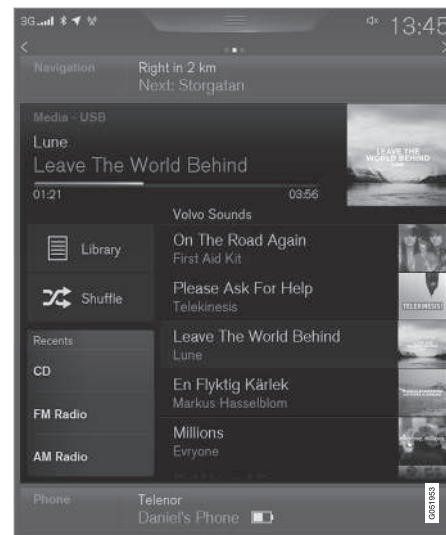 3G
13:45
Navigation
Right in 2 km
Next: Storgatan
Media - USB
Lune
Leave The World Behind
01:21
03:56
LEAVE THE
WORLD BEHIND
Volvo Sounds
Library
Shuffle
On The Road Again
First Aid Kit
Please Ask For Help
Telekinesis
TELEKINESIS!
Leave The World Behind
Lune
En Flyktig Kärlek
Markus Hasselblom
Millions
Evryone
Recents
CD
FM Radio
AM Radio
Phone
Telenor
Daniel's Phone
G051953